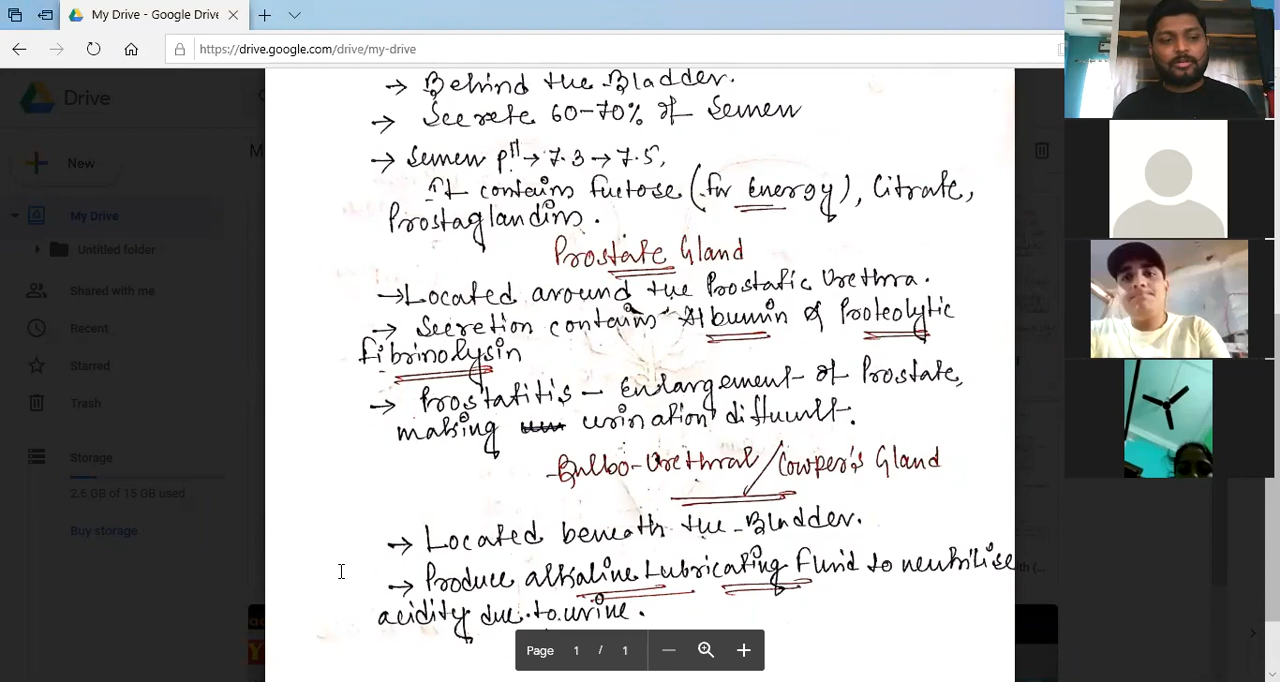 My Drive - Google Drive
https://drive.google.com/drive/my-drive
Drive
New
My Drive
Untitled folder
Shared with me
Recent
Starred
Trash
Storage
2.6 GB of 15 GB used
Buy storage
→ Behind the Bladder.
→ Secrete 60-70% of Semen
→ Semen pH → 7.3 → 7.5,
It contains fuctose (for energy), Citrate,
Prostaglandins.
Prostate Gland
→ Located around the Prostatic Urethra.
→ Secretion contains Albumin & Proteolytic
fibrinolysin
→ Prostatitis - Enlargement of Prostate,
making urination difficult.
Bulbo-Urethral / Cowper's Gland
→ Located beneath the Bladder.
→ Produce alkaline Lubricating fluid to neutrilise
acidity due to urine.
Page 1 / 1